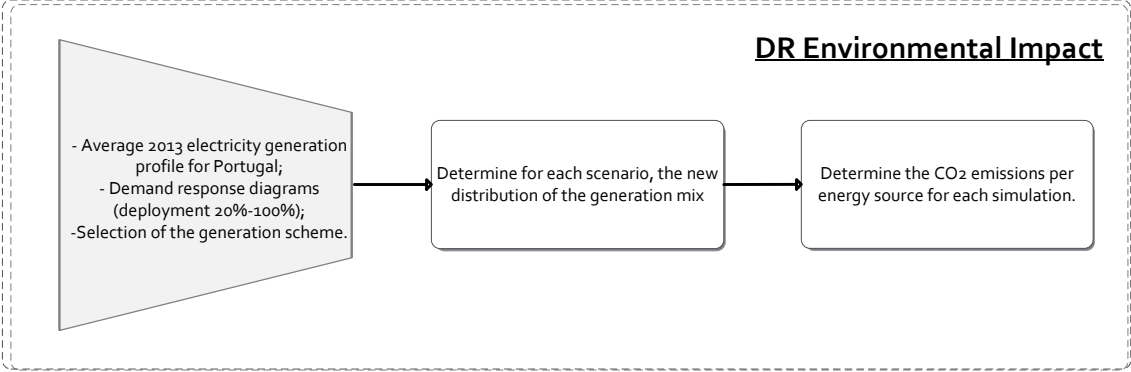 DR Environmental Impact
- Average 2013 electricity generation
profile for Portugal;
- Demand response diagrams
(deployment 20%-100%);
-Selection of the generation scheme.
Determine for each scenario, the new
distribution of the generation mix
Determine the CO2 emissions per
energy source for each simulation.